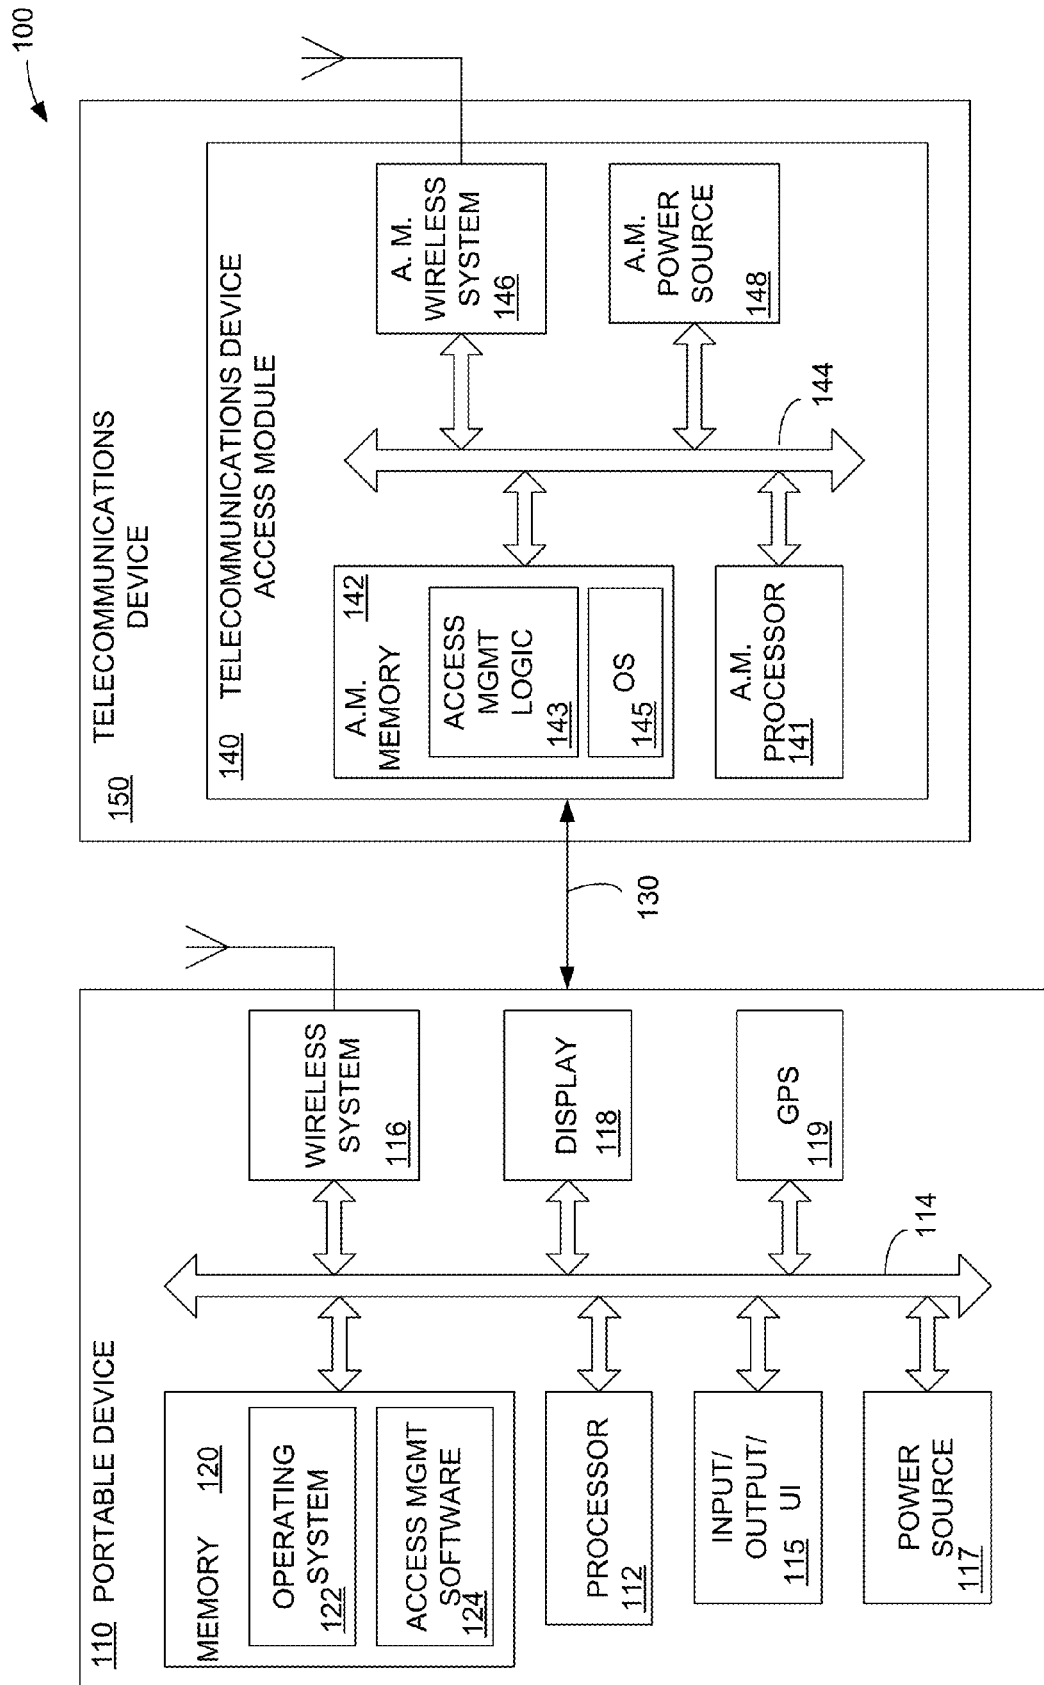 100
110 PORTABLE DEVICE
MEMORY 120
OPERATING
SYSTEM
122
ACCESS MGMT
SOFTWARE
124
PROCESSOR
112
INPUT/
OUTPUT/
UI
115
POWER
SOURCE
117
WIRELESS
SYSTEM
116
DISPLAY
118
GPS
119
114
130
150
TELECOMMUNICATIONS
DEVICE
140 TELECOMMUNICATIONS DEVICE
ACCESS MODULE
A.M.
MEMORY
142
ACCESS
MGMT
LOGIC
143
OS
145
A.M.
PROCESSOR
141
A. M.
WIRELESS
SYSTEM
146
A.M.
POWER
SOURCE
148
144